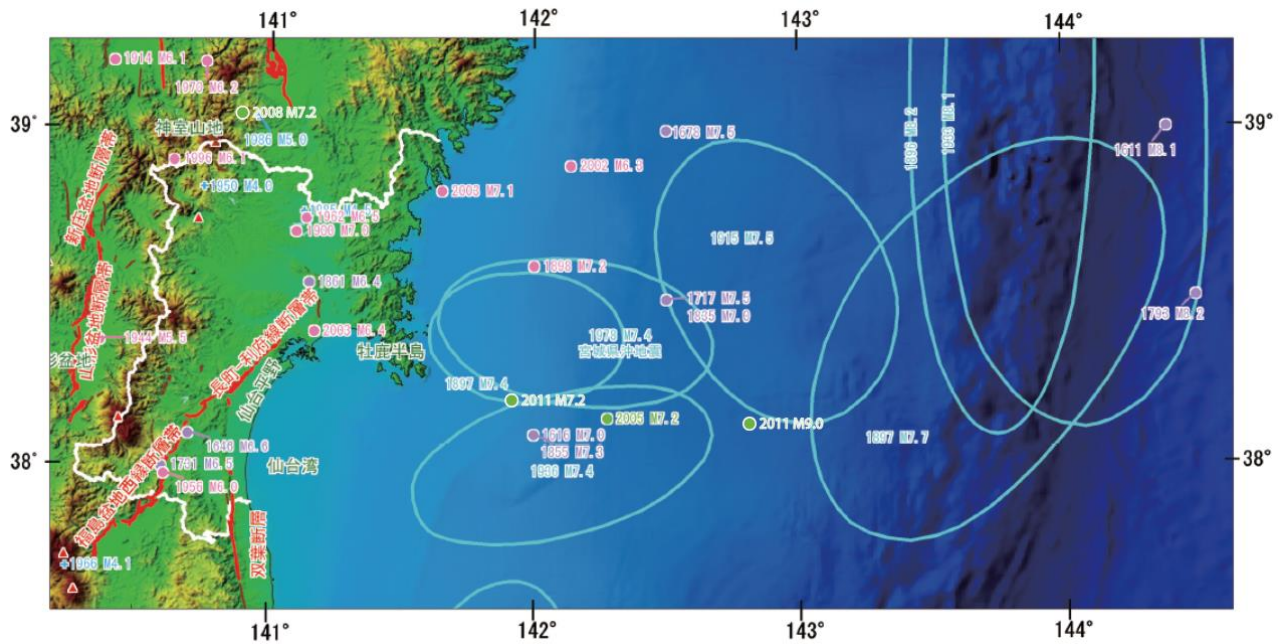 141°
142°
143°
144°
1914 M6.1
1970 M6.2
2008 M7.2
39°
39°
神室山地
1986 M5.0
1996 M6.1
1950 M4.0
新庄盆地断層帯
1678 M7.5
2002 M6.3
2003 M7.1
1962 M6.5
1900 M7.0
1915 M7.5
1611 M8.1
1861 M6.4
1898 M7.2
1717 M7.5
1835 M7.0
1793 M8.2
山形盆地断層帯
1944 M5.5
長町-利府線断層帯
2003 M6.4
牡鹿半島
1978 M7.4
宮城県沖地震
仙台平野
1897 M7.4
2011 M7.2
2005 M7.2
2011 M9.0
1897 M7.7
1616 M7.0
1855 M7.3
1936 M7.4
38°
38°
1646 M6.6
1731 M6.5
1956 M6.0
仙台湾
福島盆地西縁断層帯
双葉断層
1966 M4.1
141°
142°
143°
144°